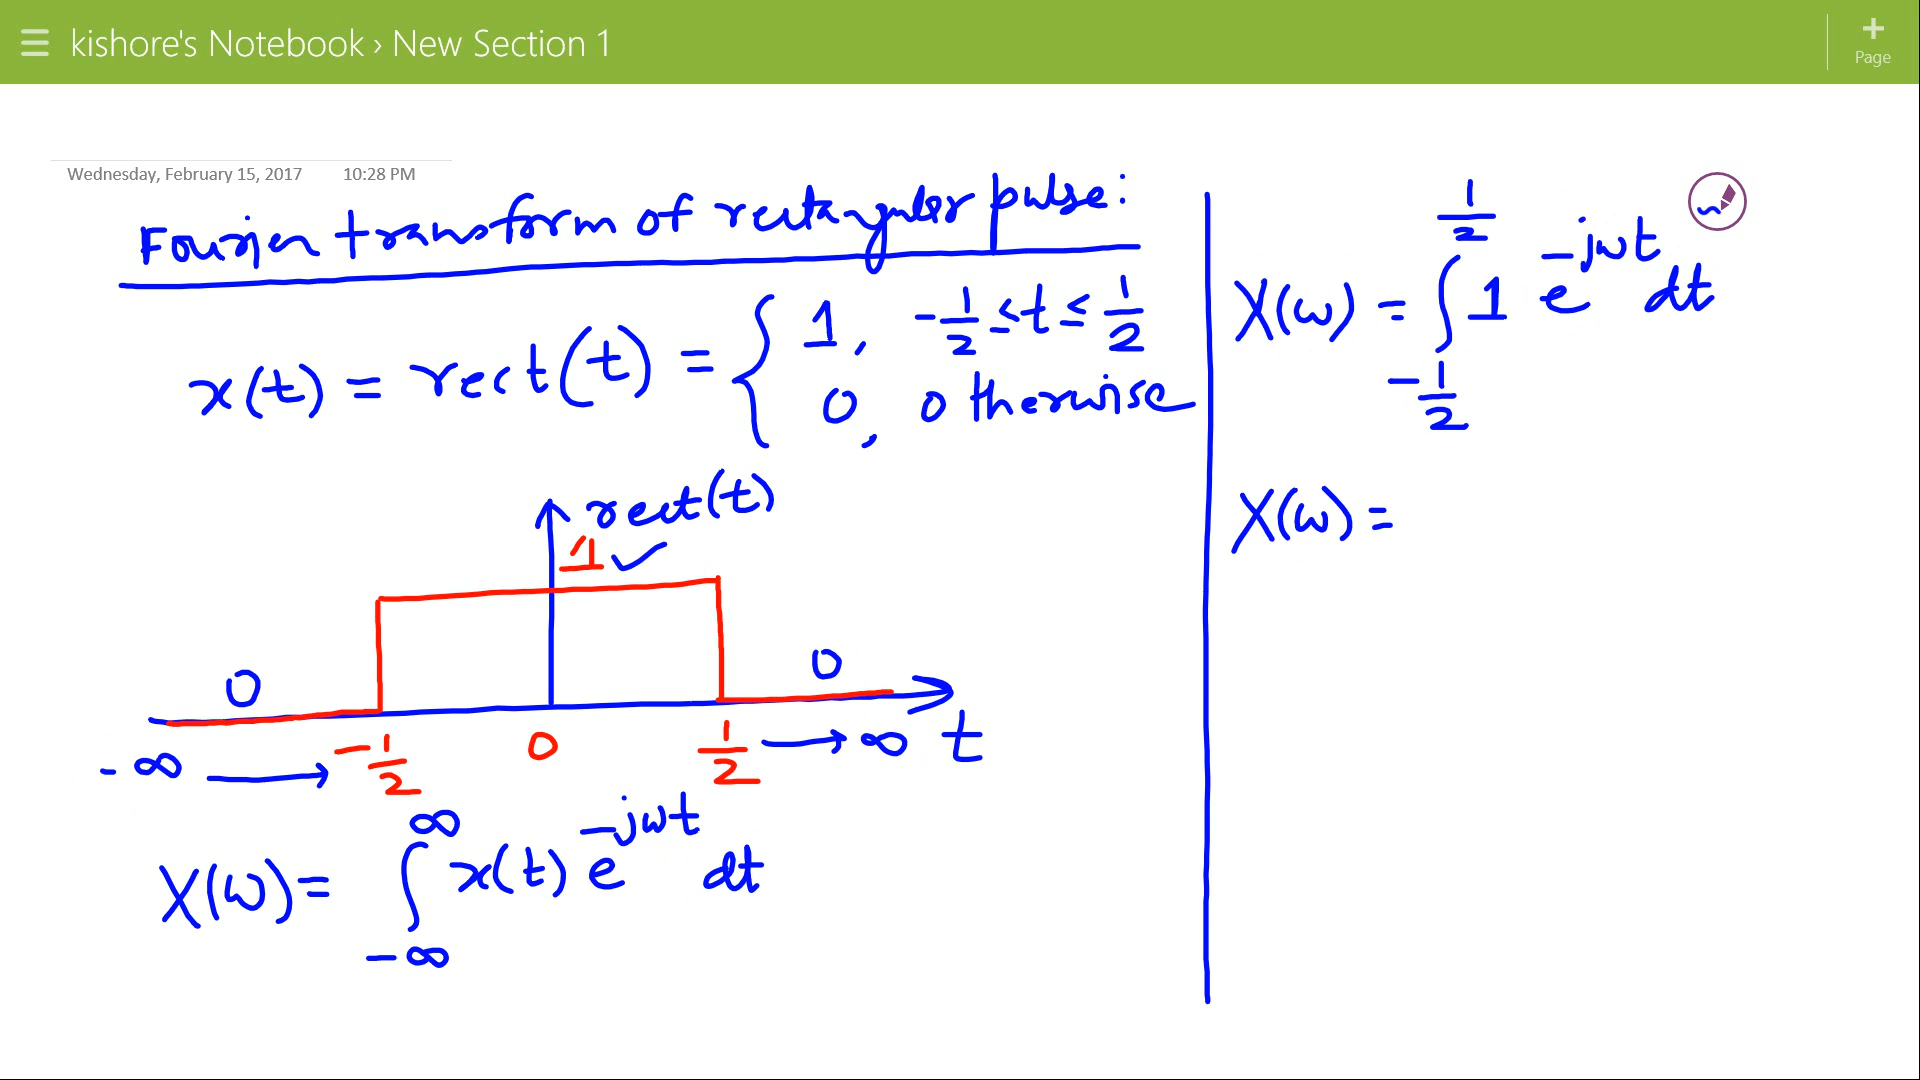 kishore's Notebook › New Section 1
+
Page
Wednesday, February 15, 2017 10:28 PM
Fourier transform of rectangular pulse:
x(t) = rect(t) = { 1, -1/2 ≤ t ≤ 1/2
0, otherwise
rect(t)
1 ✓
0 0
-∞ → -1/2 0 1/2 → ∞ t
X(ω) = ∫_{-∞}^{∞} x(t) e^{-jωt} dt
X(ω) = ∫_{-1/2}^{1/2} 1 e^{-jωt} dt
X(ω) =